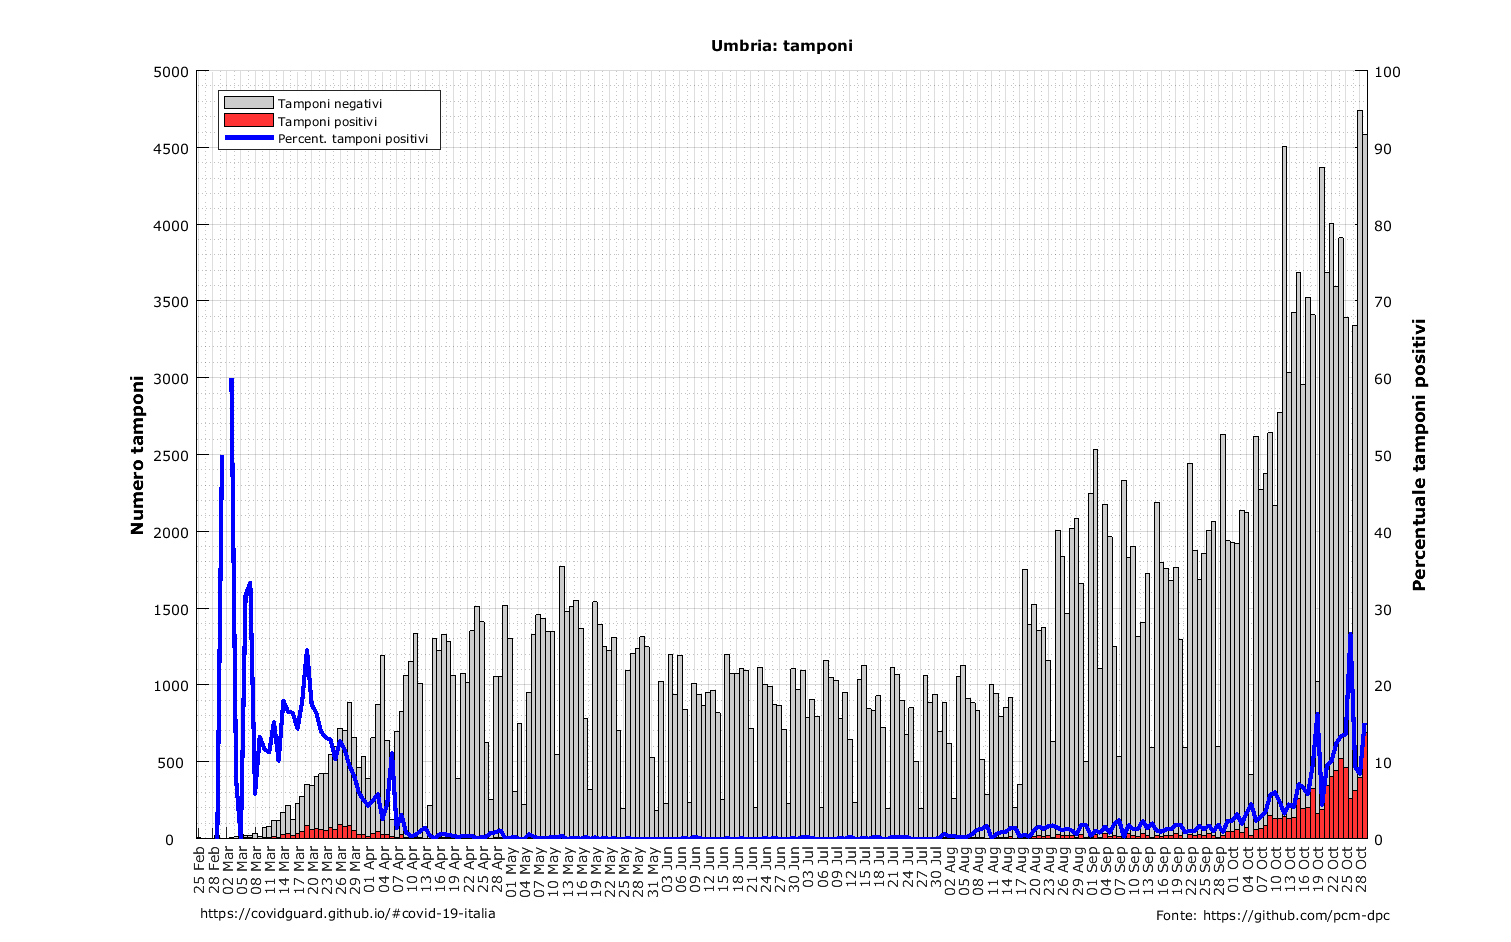 Umbria: tamponi
Tamponi negativi
Tamponi positivi
Percent. tamponi positivi
Numero tamponi
5000
4500
4000
3500
3000
2500
2000
1500
1000
500
0
Percentuale tamponi positivi
100
90
80
70
60
50
40
30
20
10
0
25 Feb
28 Feb
02 Mar
05 Mar
08 Mar
11 Mar
14 Mar
17 Mar
20 Mar
23 Mar
26 Mar
29 Mar
01 Apr
04 Apr
07 Apr
10 Apr
13 Apr
16 Apr
19 Apr
22 Apr
25 Apr
28 Apr
01 May
04 May
07 May
10 May
13 May
16 May
19 May
22 May
25 May
28 May
31 May
03 Jun
06 Jun
09 Jun
12 Jun
15 Jun
18 Jun
21 Jun
24 Jun
27 Jun
30 Jun
03 Jul
06 Jul
09 Jul
12 Jul
15 Jul
18 Jul
21 Jul
24 Jul
27 Jul
30 Jul
02 Aug
05 Aug
08 Aug
11 Aug
14 Aug
17 Aug
20 Aug
23 Aug
26 Aug
29 Aug
01 Sep
04 Sep
07 Sep
10 Sep
13 Sep
16 Sep
19 Sep
22 Sep
25 Sep
28 Sep
01 Oct
04 Oct
07 Oct
10 Oct
13 Oct
16 Oct
19 Oct
22 Oct
25 Oct
28 Oct
https://covidguard.github.io/#covid-19-italia
Fonte: https://github.com/pcm-dpc